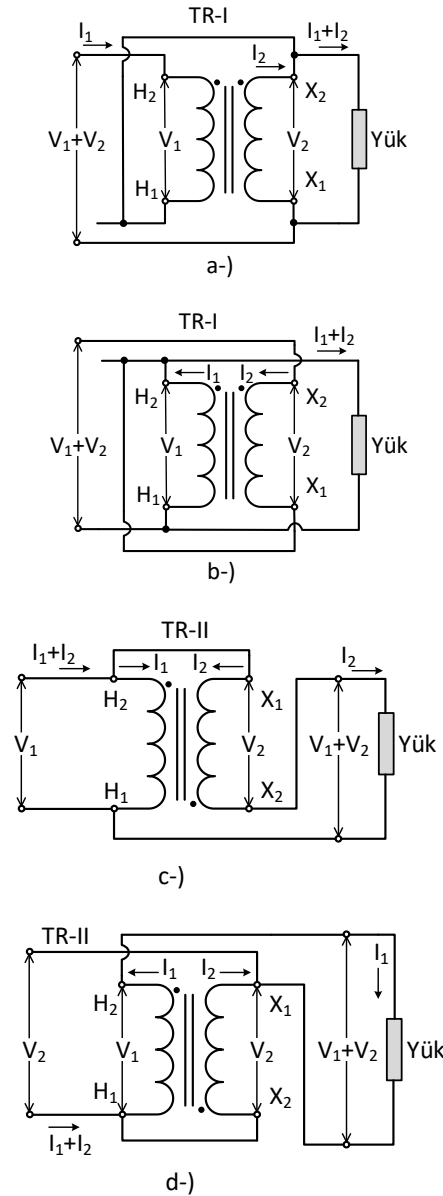 TR-I
I₁ I₂ I₁+I₂
H₂ X₂
V₁+V₂ V₁ V₂ Yük
H₁ X₁
a-)
TR-I
I₁+I₂
I₁ I₂
H₂ X₂
V₁+V₂ V₁ V₂ Yük
H₁ X₁
b-)
TR-II
I₁+I₂ I₁ I₂ I₂
H₂ X₁
V₁ V₂ V₁+V₂ Yük
H₁ X₂
c-)
TR-II
I₁ I₂ I₁
H₂ X₁
V₂ V₁ V₂ V₁+V₂ Yük
H₁ X₂
I₁+I₂
d-)